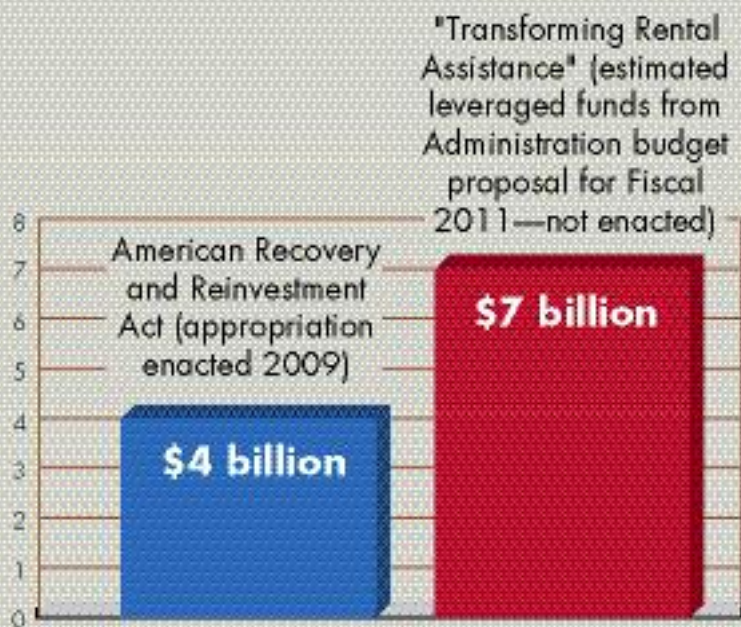 "Transforming Rental
Assistance" (estimated
leveraged funds from
Administration budget
proposal for Fiscal
2011—not enacted)
American Recovery
and Reinvestment
Act (appropriation
enacted 2009)
$7 billion
$4 billion
8
7
6
5
4
3
2
1
0